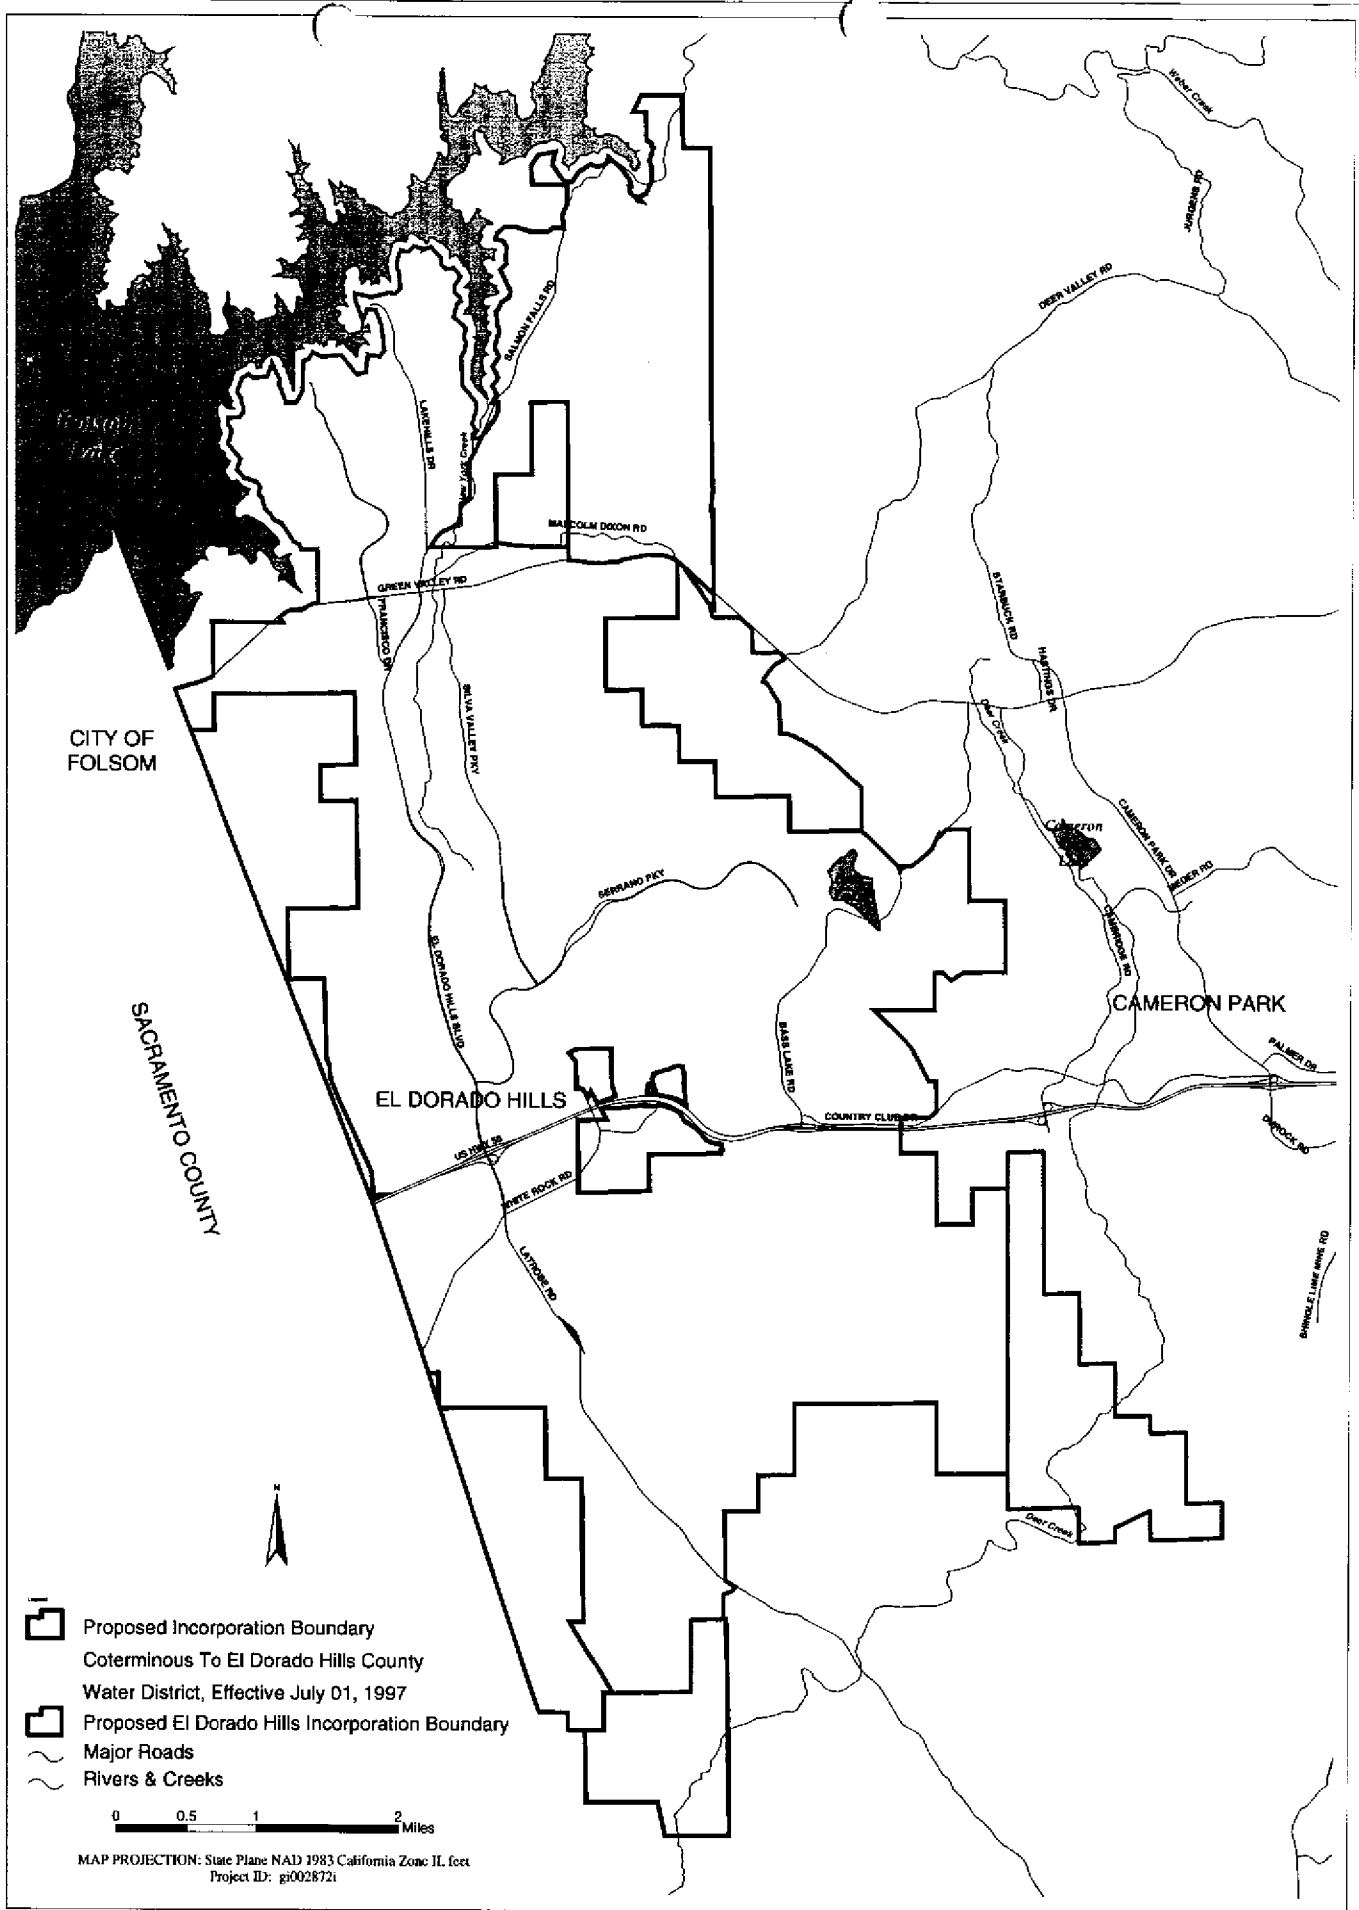 Weber Creek
JURGENS RD
DEER VALLEY RD
SALMON FALLS RD
Folsom
Lake
LAKEHILLS DR
New York Creek
MALCOLM DIXON RD
GREEN VALLEY RD
FRANCISCO DR
STARBUCK RD
HASTINGS DR
SILVA VALLEY PKY
Deer Creek
CITY OF
FOLSOM
CAMERON PARK DR
Cameron
MEDER RD
SERRANO PKY
CAMBRIDGE RD
EL DORADO HILLS BLVD
CAMERON PARK
SACRAMENTO COUNTY
BASS LAKE RD
PALMER DR
EL DORADO HILLS
COUNTRY CLUB DR
DUROCK RD
US HWY 50
WHITE ROCK RD
LATROBE RD
SHINGLE LIME MINE RD
N
Deer Creek
Proposed Incorporation Boundary
Coterminous To El Dorado Hills County
Water District, Effective July 01, 1997
Proposed El Dorado Hills Incorporation Boundary
Major Roads
Rivers & Creeks
0 0.5 1 2
Miles
MAP PROJECTION: State Plane NAD 1983 California Zone II, feet
Project ID: gi002872i